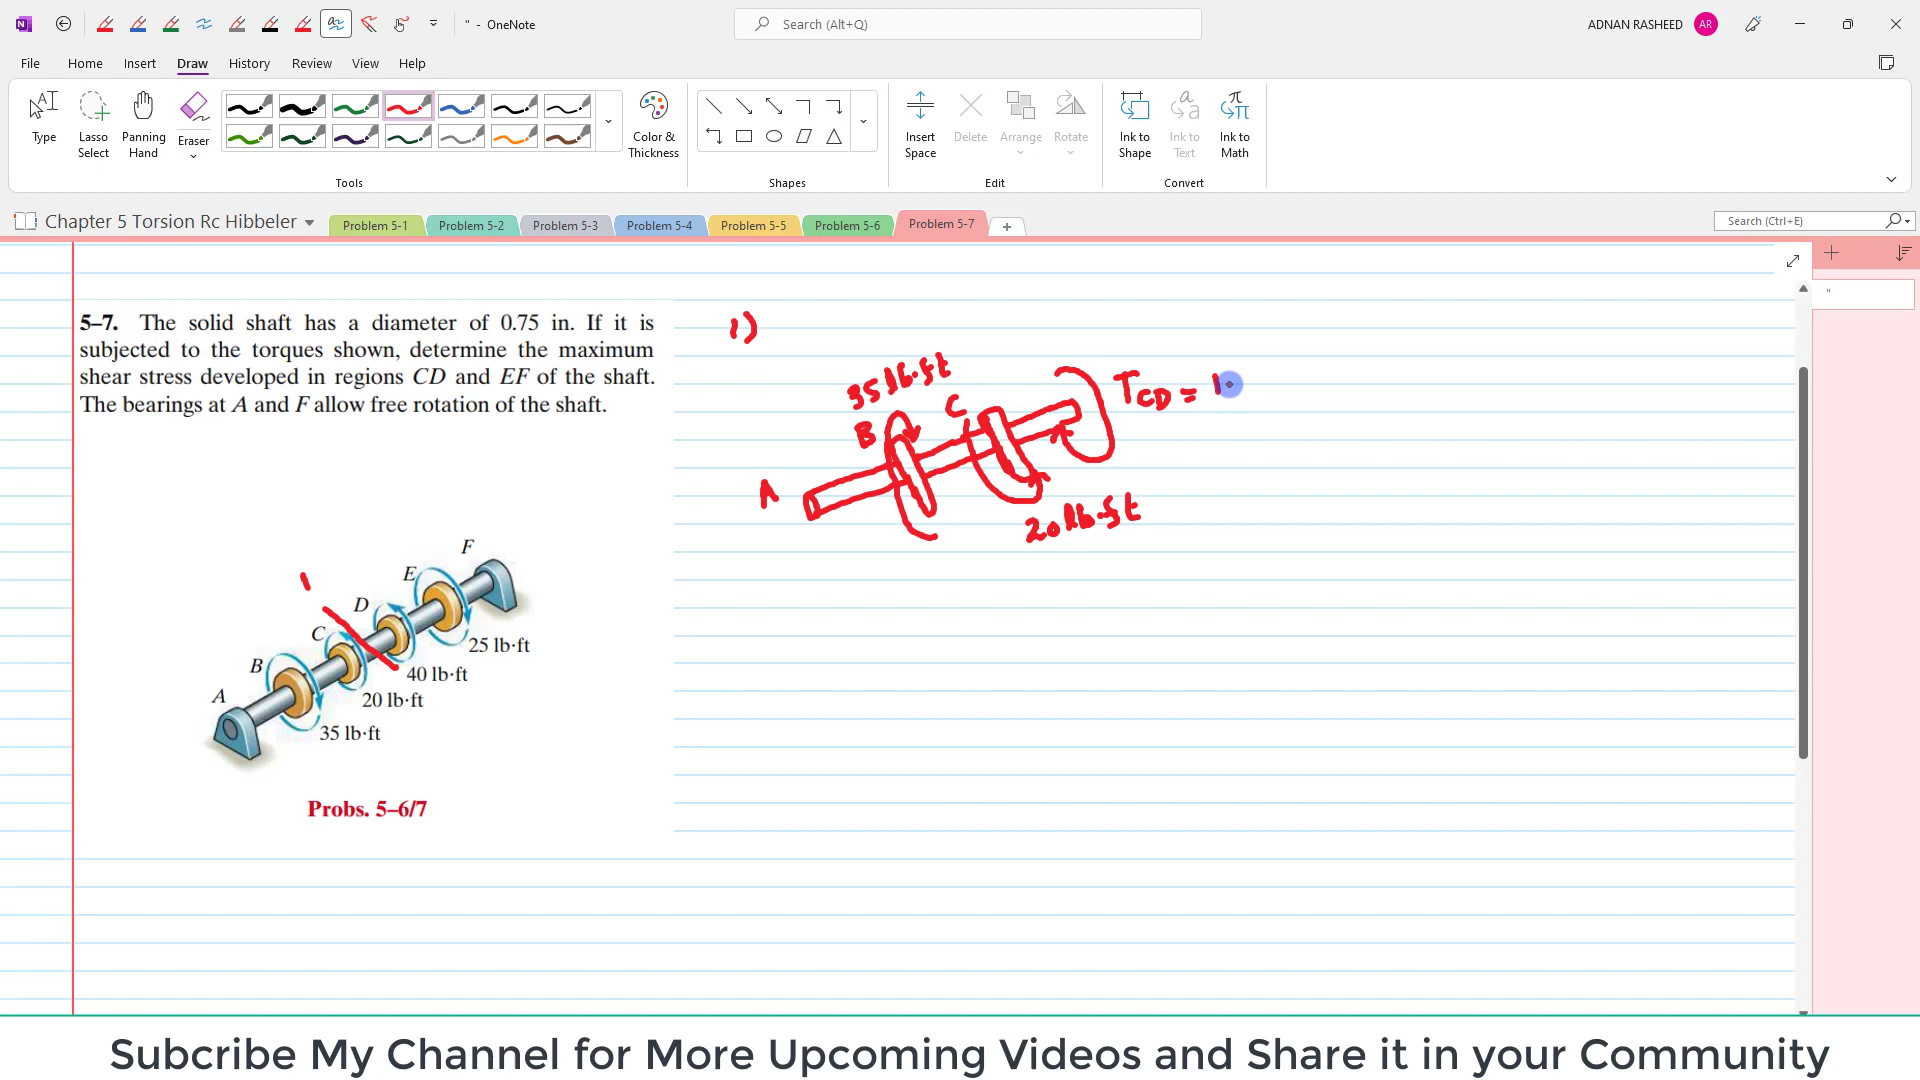 " - OneNote
Search (Alt+Q)
ADNAN RASHEED
AR
File Home Insert Draw History Review View Help
Type
Lasso Select
Panning Hand
Eraser
Color & Thickness
Insert Space
Delete
Arrange
Rotate
Ink to Shape
Ink to Text
Ink to Math
Tools
Shapes
Edit
Convert
Chapter 5 Torsion Rc Hibbeler
Problem 5-1
Problem 5-2
Problem 5-3
Problem 5-4
Problem 5-5
Problem 5-6
Problem 5-7
Search (Ctrl+E)
"
5–7. The solid shaft has a diameter of 0.75 in. If it is
subjected to the torques shown, determine the maximum
shear stress developed in regions CD and EF of the shaft.
The bearings at A and F allow free rotation of the shaft.
1)
35 lb.ft
B
C
A
TCD = 1
20 lb.ft
1
F
E
D
C
B
A
25 lb·ft
40 lb·ft
20 lb·ft
35 lb·ft
Probs. 5–6/7
Subcribe My Channel for More Upcoming Videos and Share it in your Community